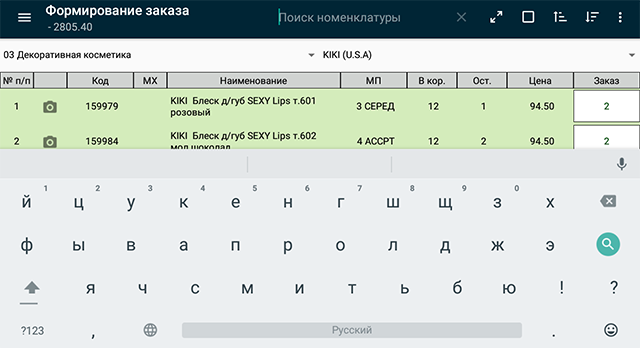 Формирование заказа
- 2805.40
Поиск номенклатуры
03 Декоративная косметика
KIKI (U.S.A)
№ п/п Код МХ Наименование МП В кор. Ост. Цена Заказ
1 159979 KIKI Блеск д/губ SEXY Lips т.601 3 СЕРЕД 12 1 94.50 2
розовый
2 159984 KIKI Блеск д/губ SEXY Lips т.602 4 АССРТ 12 2 94.50 2
мол.шоколад
1 2 3 4 5 6 7 8 9 0
й ц у к е н г ш щ з х
ф ы в а п р о л д ж э
я ч с м и т ь б ю ! ?
?123 , Русский .